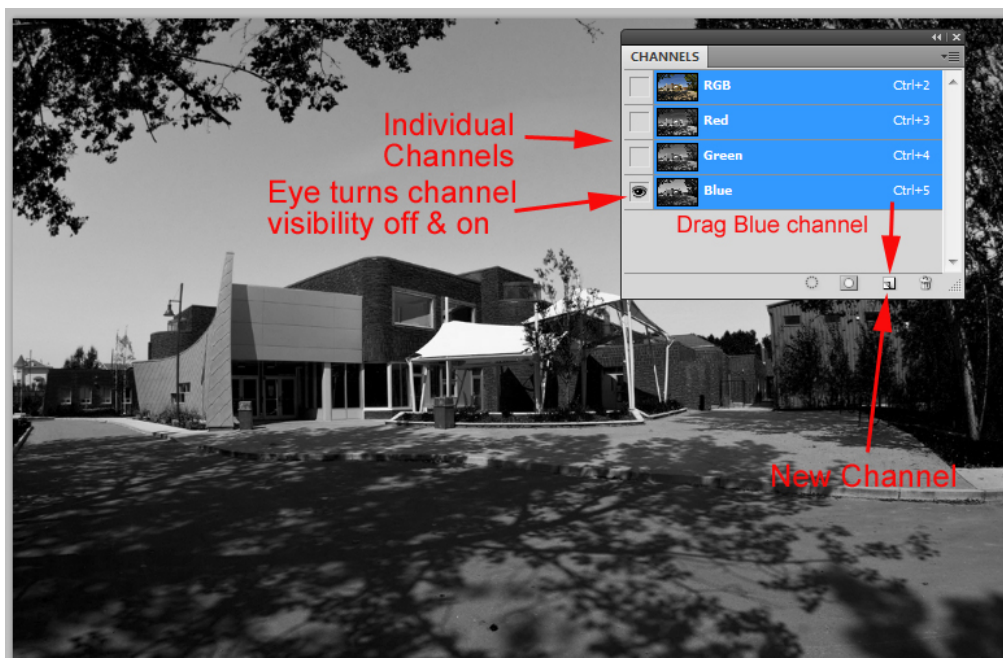 CHANNELS
RGB Ctrl+2
Red Ctrl+3
Green Ctrl+4
Blue Ctrl+5
Individual
Channels
Eye turns channel
visibility off & on
Drag Blue channel
New Channel